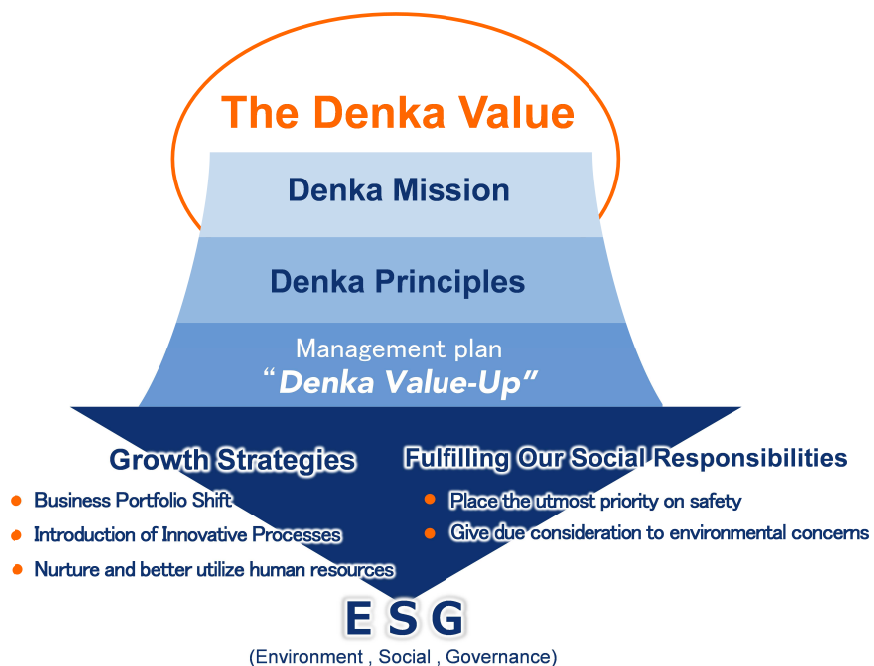 The Denka Value
Denka Mission
Denka Principles
Management plan
“Denka Value-Up”
Growth Strategies
• Business Portfolio Shift
• Introduction of Innovative Processes
• Nurture and better utilize human resources
Fulfilling Our Social Responsibilities
• Place the utmost priority on safety
• Give due consideration to environmental concerns
E S G
(Environment , Social , Governance)